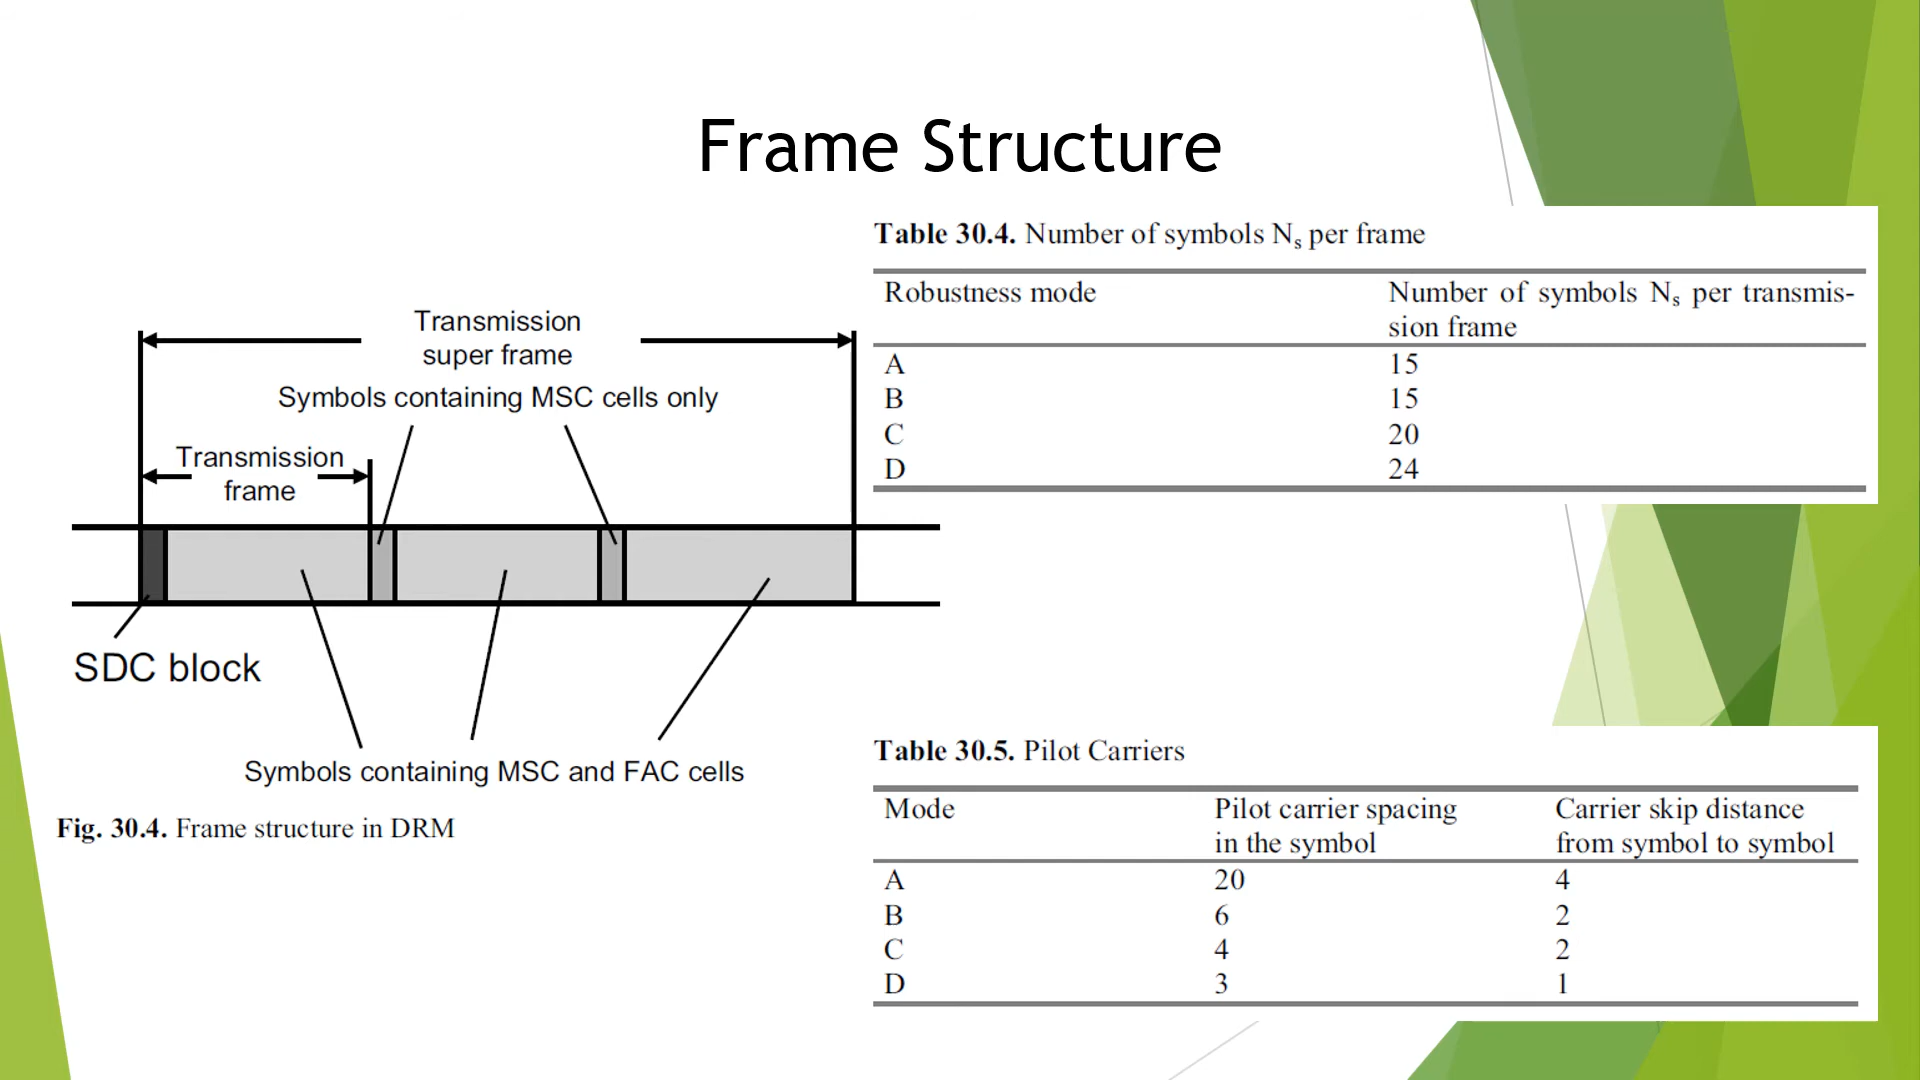 Frame Structure
Transmission
super frame
Symbols containing MSC cells only
Transmission
frame
SDC block
Symbols containing MSC and FAC cells
Fig. 30.4. Frame structure in DRM
Table 30.4. Number of symbols Ns per frame
Robustness mode Number of symbols Ns per transmis-
sion frame
A 15
B 15
C 20
D 24
Table 30.5. Pilot Carriers
Mode Pilot carrier spacing Carrier skip distance
in the symbol from symbol to symbol
A 20 4
B 6 2
C 4 2
D 3 1